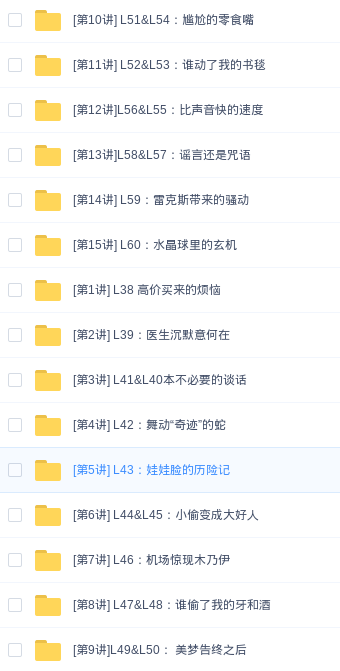 [第10讲] L51&L54：尴尬的零食嘴
[第11讲] L52&L53：谁动了我的书毯
[第12讲]L56&L55：比声音快的速度
[第13讲]L58&L57：谣言还是咒语
[第14讲] L59：雷克斯带来的骚动
[第15讲] L60：水晶球里的玄机
[第1讲] L38 高价买来的烦恼
[第2讲] L39：医生沉默意何在
[第3讲] L41&L40本不必要的谈话
[第4讲] L42：舞动“奇迹”的蛇
[第5讲] L43：娃娃脸的历险记
[第6讲] L44&L45：小偷变成大好人
[第7讲] L46：机场惊现木乃伊
[第8讲] L47&L48：谁偷了我的牙和酒
[第9讲]L49&L50： 美梦告终之后